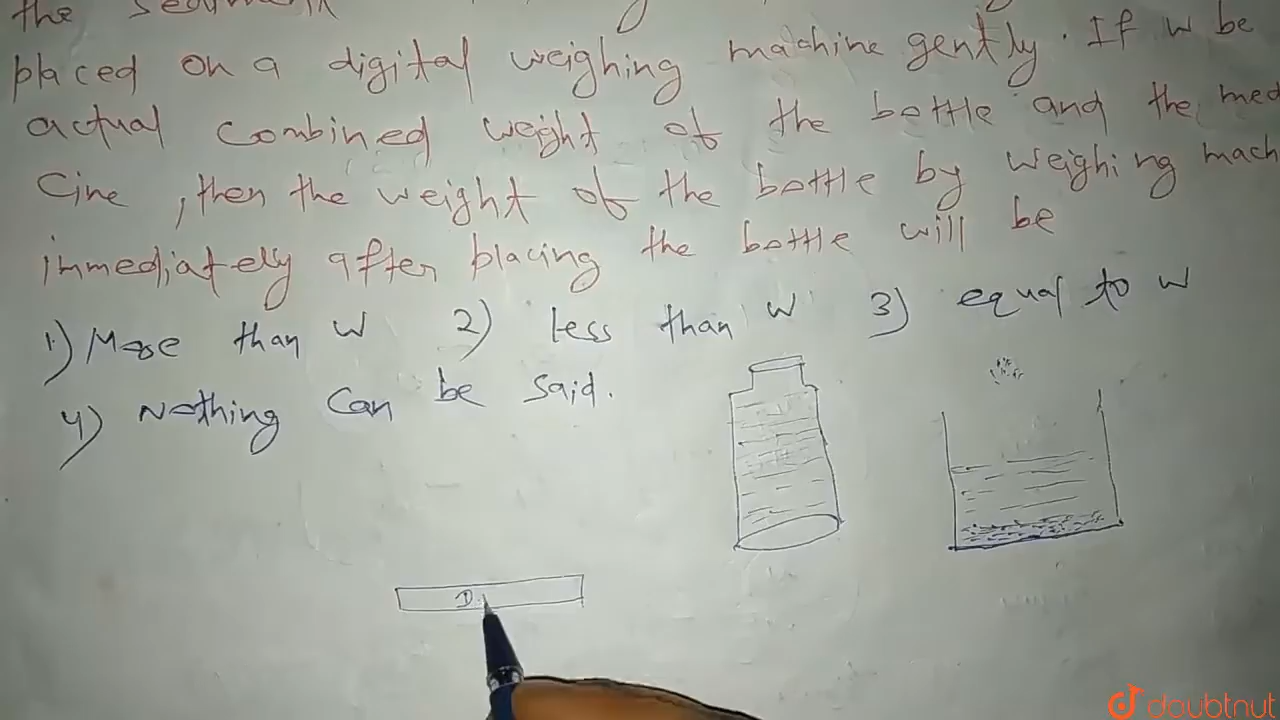 the sediment
placed on a digital weighing machine gently. If w be
actual combined weight of the bottle and the med
cine, then the weight of the bottle by weighing mach
immediately after placing the bottle will be
1) More than W 2) less than W 3) equal to W
4) Nothing can be said.
D.
doubtnut